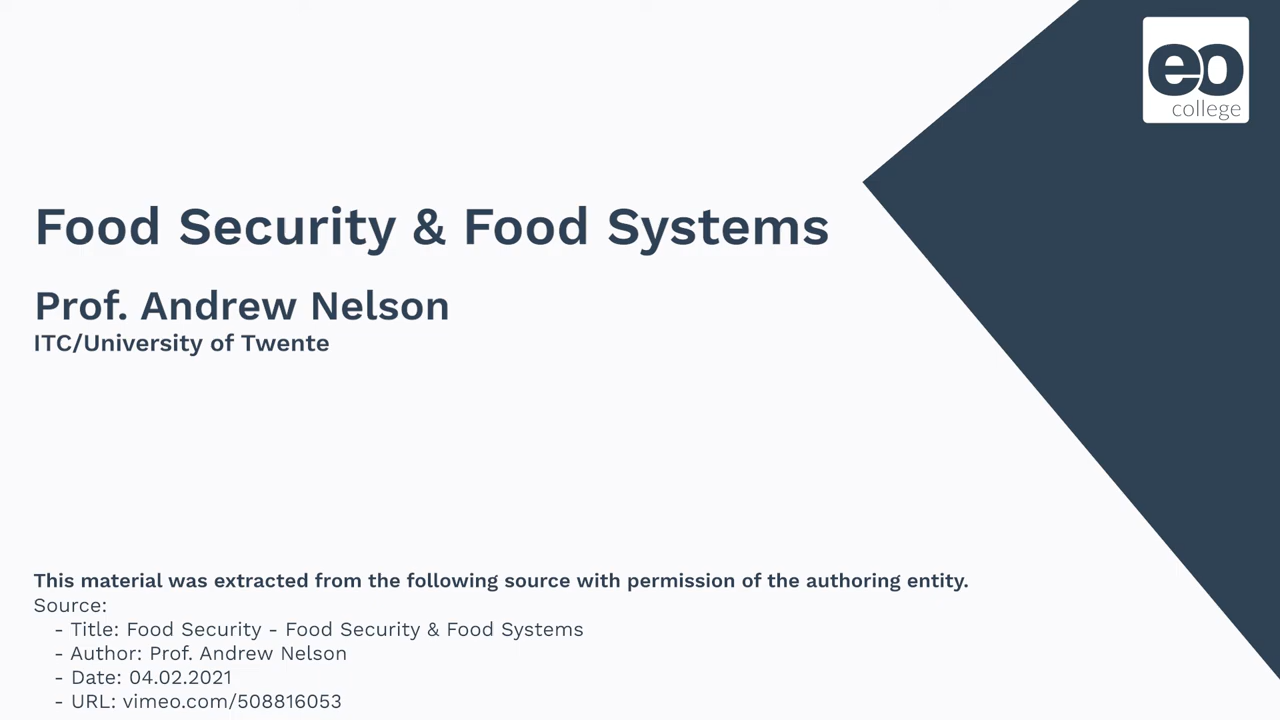 eo
college
Food Security & Food Systems
Prof. Andrew Nelson
ITC/University of Twente
This material was extracted from the following source with permission of the authoring entity.
Source:
- Title: Food Security - Food Security & Food Systems
- Author: Prof. Andrew Nelson
- Date: 04.02.2021
- URL: vimeo.com/508816053